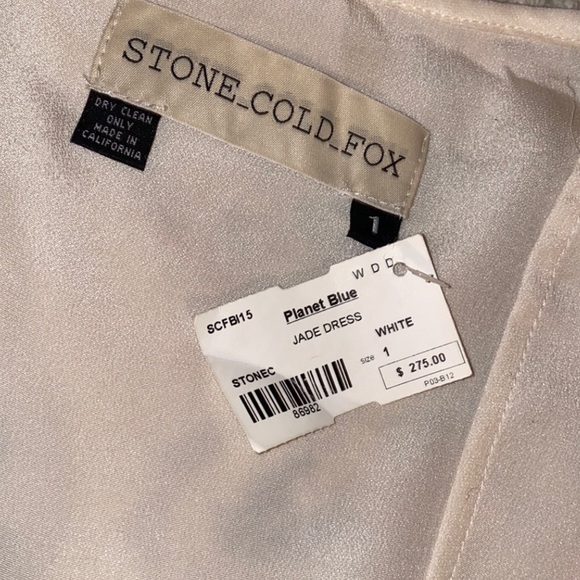 STONE_COLD_FOX
DRY CLEAN
ONLY
MADE IN
CALIFORNIA
1
W D D
SCFBI15
Planet Blue
JADE DRESS
WHITE
STONEC
size 1
$ 275.00
86982
P03-B12